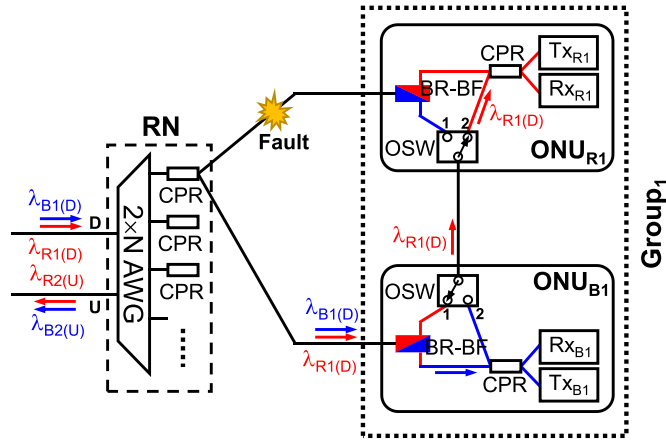 RN
Fault
λB1(D)
D
λR1(D)
λR2(U)
U
λB2(U)
2×N AWG
CPR
CPR
CPR
λB1(D)
λR1(D)
BR-BF
CPR
TxR1
RxR1
λR1(D)
1 2
OSW
ONUR1
λR1(D)
Group1
ONUB1
OSW
1 2
BR-BF
CPR
RxB1
TxB1